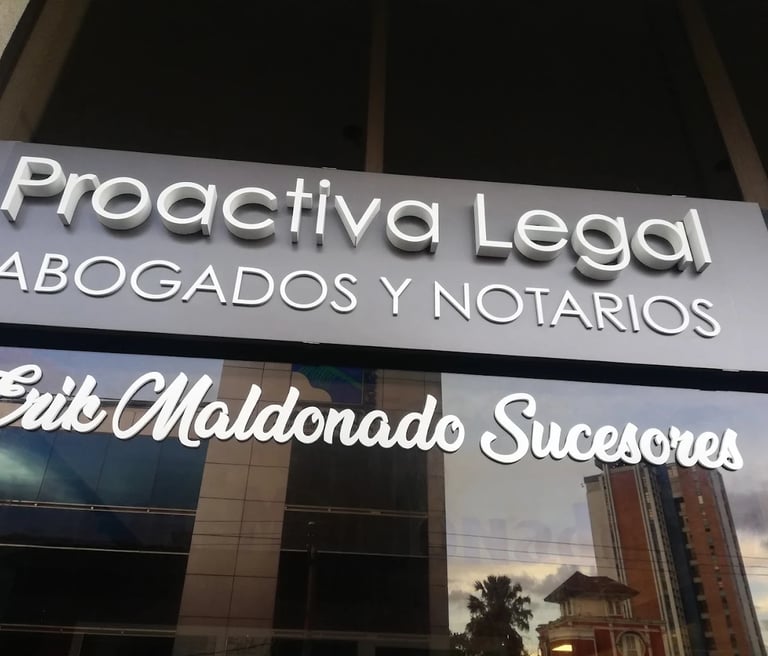 Proactiva Legal
ABOGADOS Y NOTARIOS
Erik Maldonado Sucesores